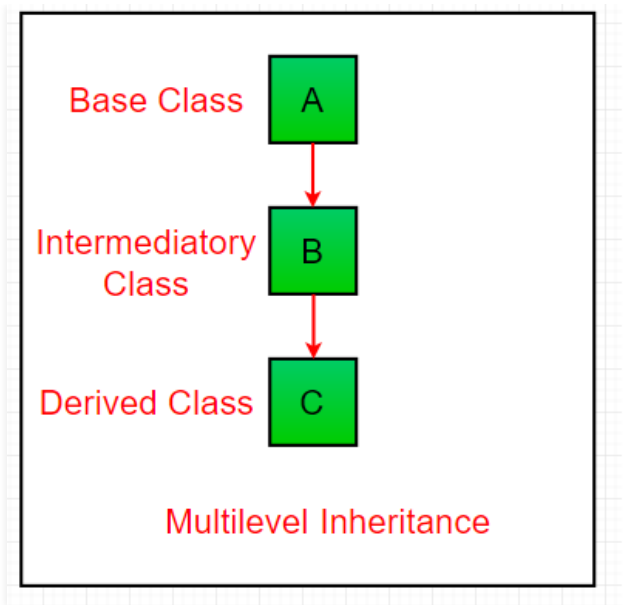 Base Class
A
Intermediatory
Class
B
Derived Class
C
Multilevel Inheritance